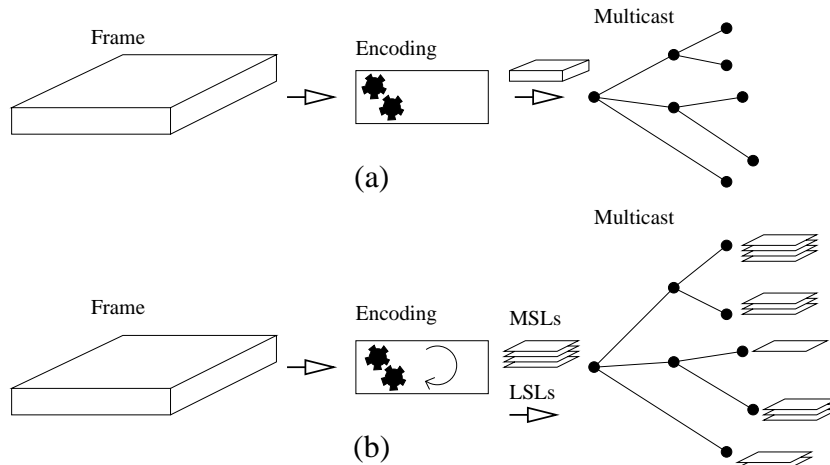 Frame
Encoding
Multicast
(a)
Multicast
Frame
Encoding
MSLs
LSLs
(b)